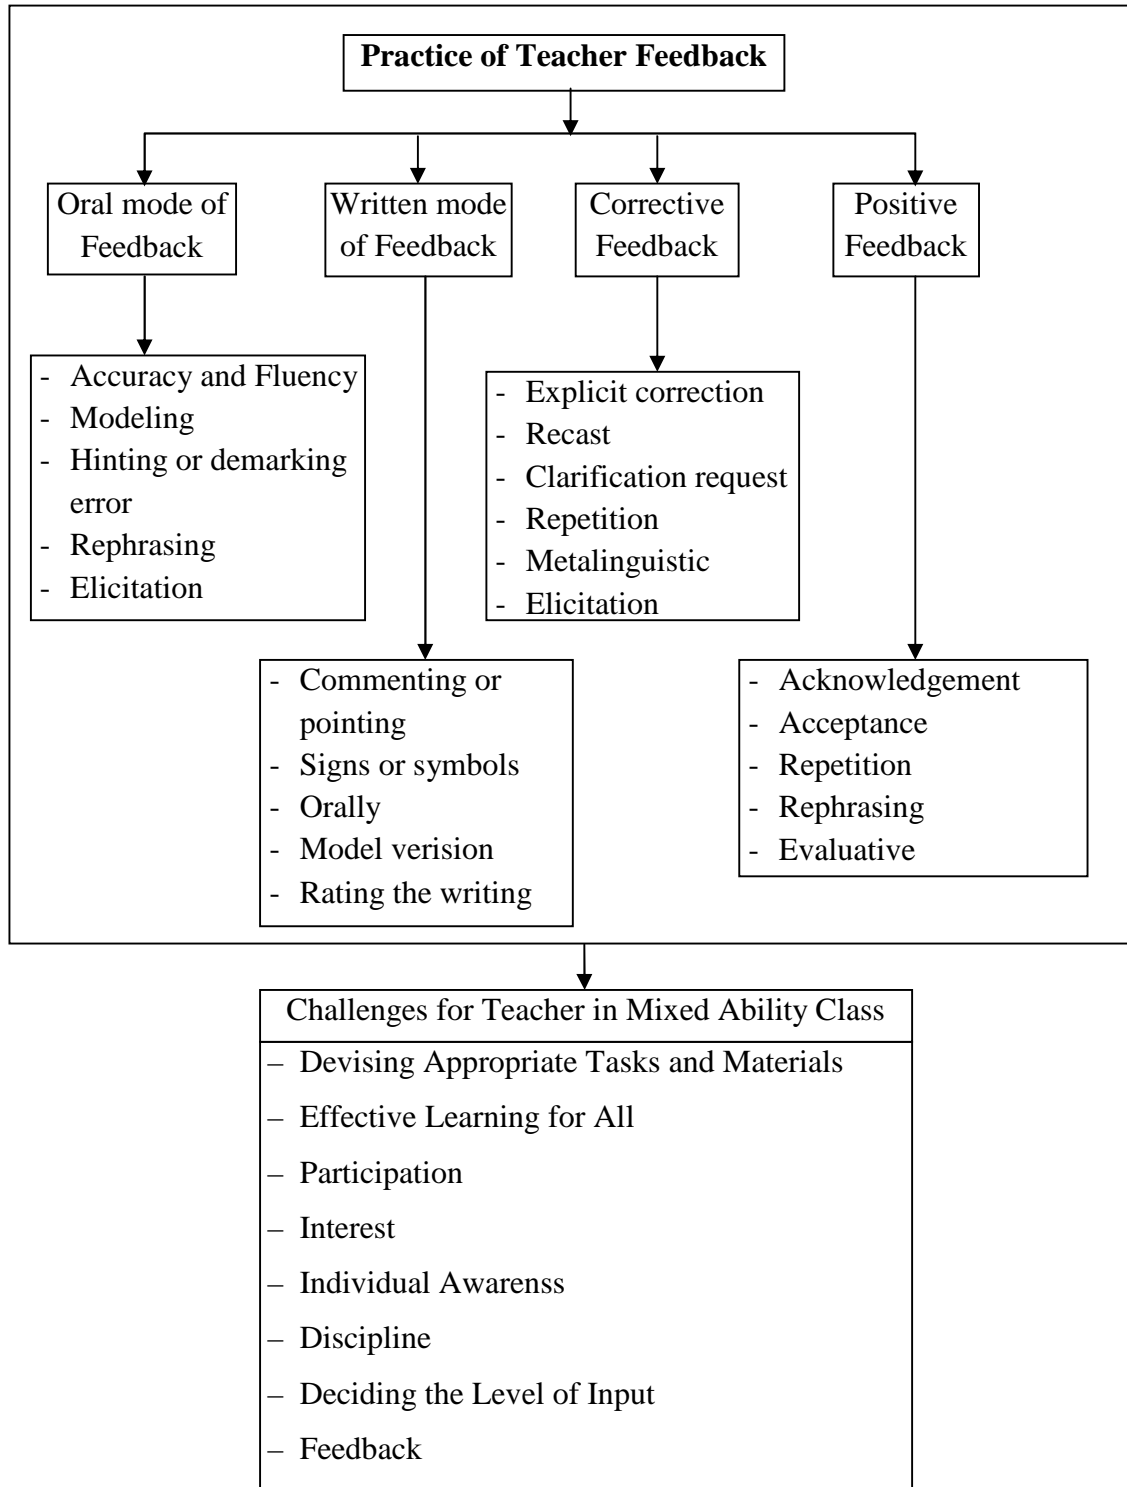 Practice of Teacher Feedback
Oral mode of
Feedback
Written mode
of Feedback
Corrective
Feedback
Positive
Feedback
- Accuracy and Fluency
- Modeling
- Hinting or demarking
error
- Rephrasing
- Elicitation
- Explicit correction
- Recast
- Clarification request
- Repetition
- Metalinguistic
- Elicitation
- Commenting or
pointing
- Signs or symbols
- Orally
- Model verision
- Rating the writing
- Acknowledgement
- Acceptance
- Repetition
- Rephrasing
- Evaluative
Challenges for Teacher in Mixed Ability Class
– Devising Appropriate Tasks and Materials
– Effective Learning for All
– Participation
– Interest
– Individual Awarenss
– Discipline
– Deciding the Level of Input
– Feedback